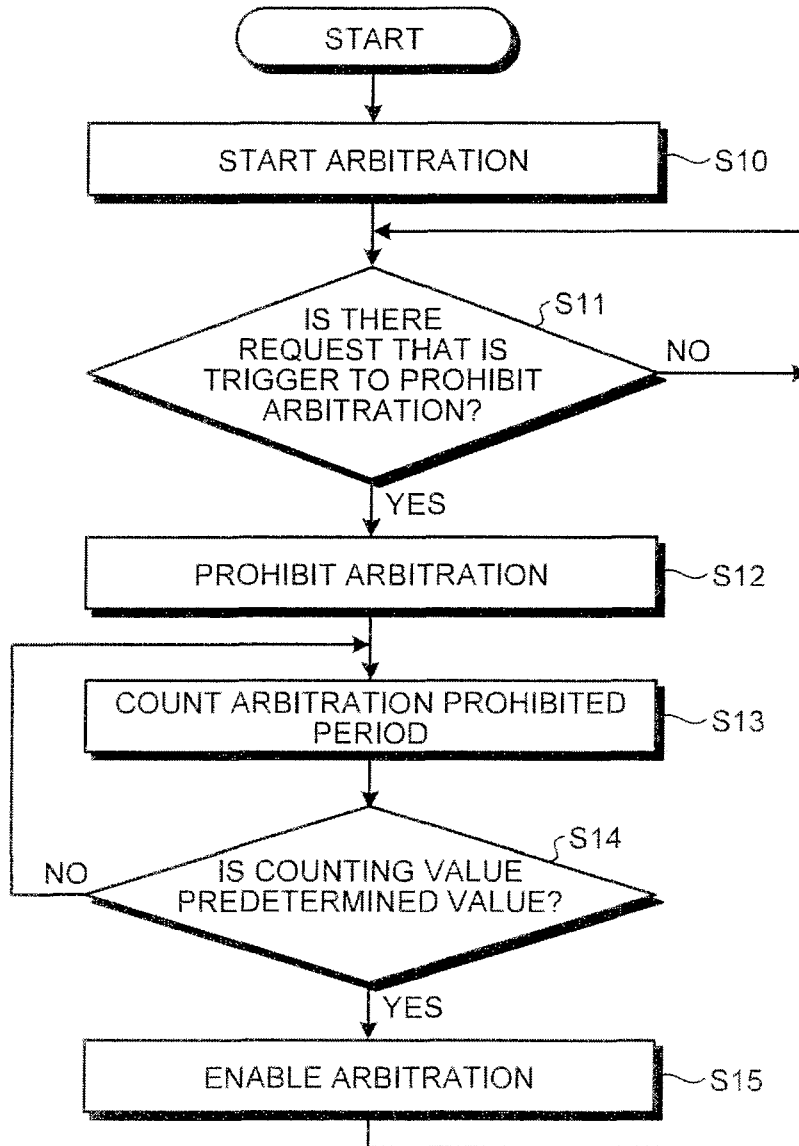 START
START ARBITRATION
S10
S11
IS THERE
REQUEST THAT IS
TRIGGER TO PROHIBIT
ARBITRATION?
NO
YES
PROHIBIT ARBITRATION
S12
COUNT ARBITRATION PROHIBITED
PERIOD
S13
S14
IS COUNTING VALUE
PREDETERMINED VALUE?
NO
YES
ENABLE ARBITRATION
S15